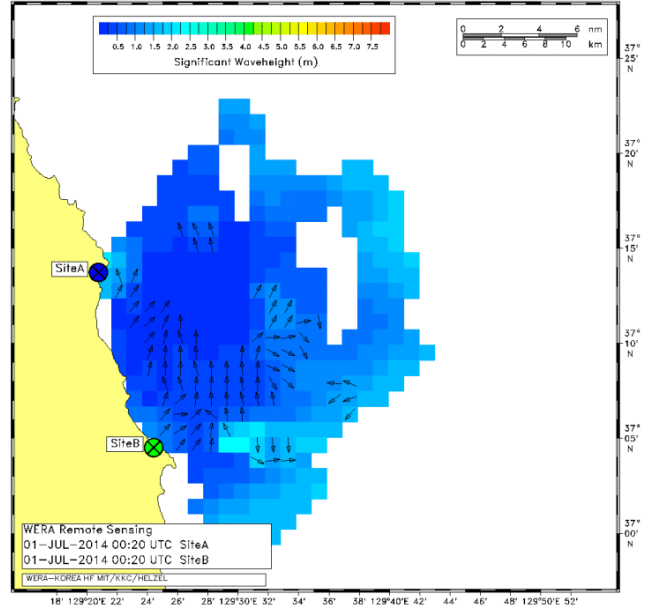 0.5 1.0 1.5 2.0 2.5 3.0 3.5 4.0 4.5 5.0 5.5 6.0 6.5 7.0 7.5
Significant Waveheight (m)
0 2 4 6 nm
0 2 4 6 8 10 km
37°
25'
N
37°
20'
N
37°
15'
N
37°
10'
N
37°
05'
N
37°
00'
N
SiteA
SiteB
WERA Remote Sensing
01-JUL-2014 00:20 UTC SiteA
01-JUL-2014 00:20 UTC SiteB
WERA-KOREA HF MIT/KKC/HELZEL
18' 129°20'E 22' 24' 26' 28' 129°30'E 32' 34' 36' 38' 129°40'E 42' 44' 46' 48' 129°50'E 52'